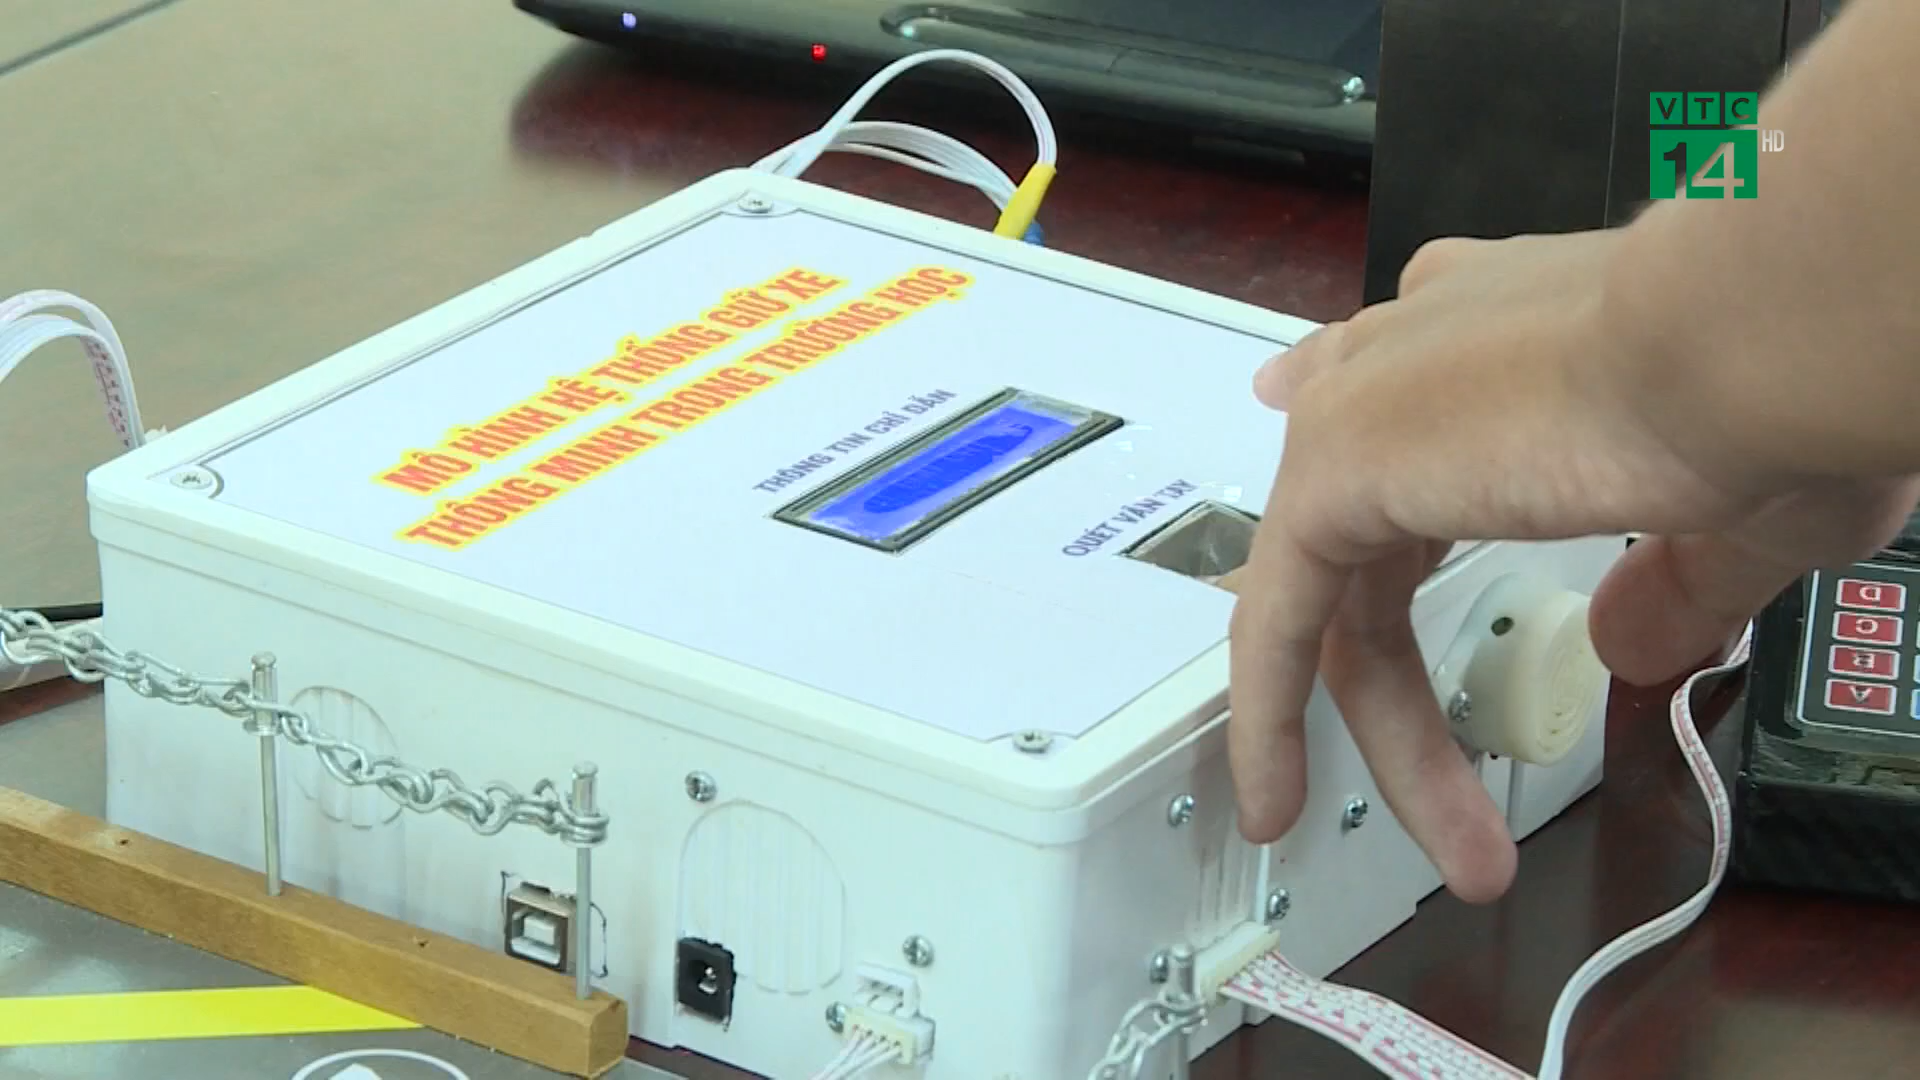 VTC
14 HD
MÔ HÌNH HỆ THỐNG GIỮ XE
THÔNG MINH TRONG TRƯỜNG HỌC
THÔNG TIN CHỈ DẪN
QUÉT VÂN TAY
D
C
B
A